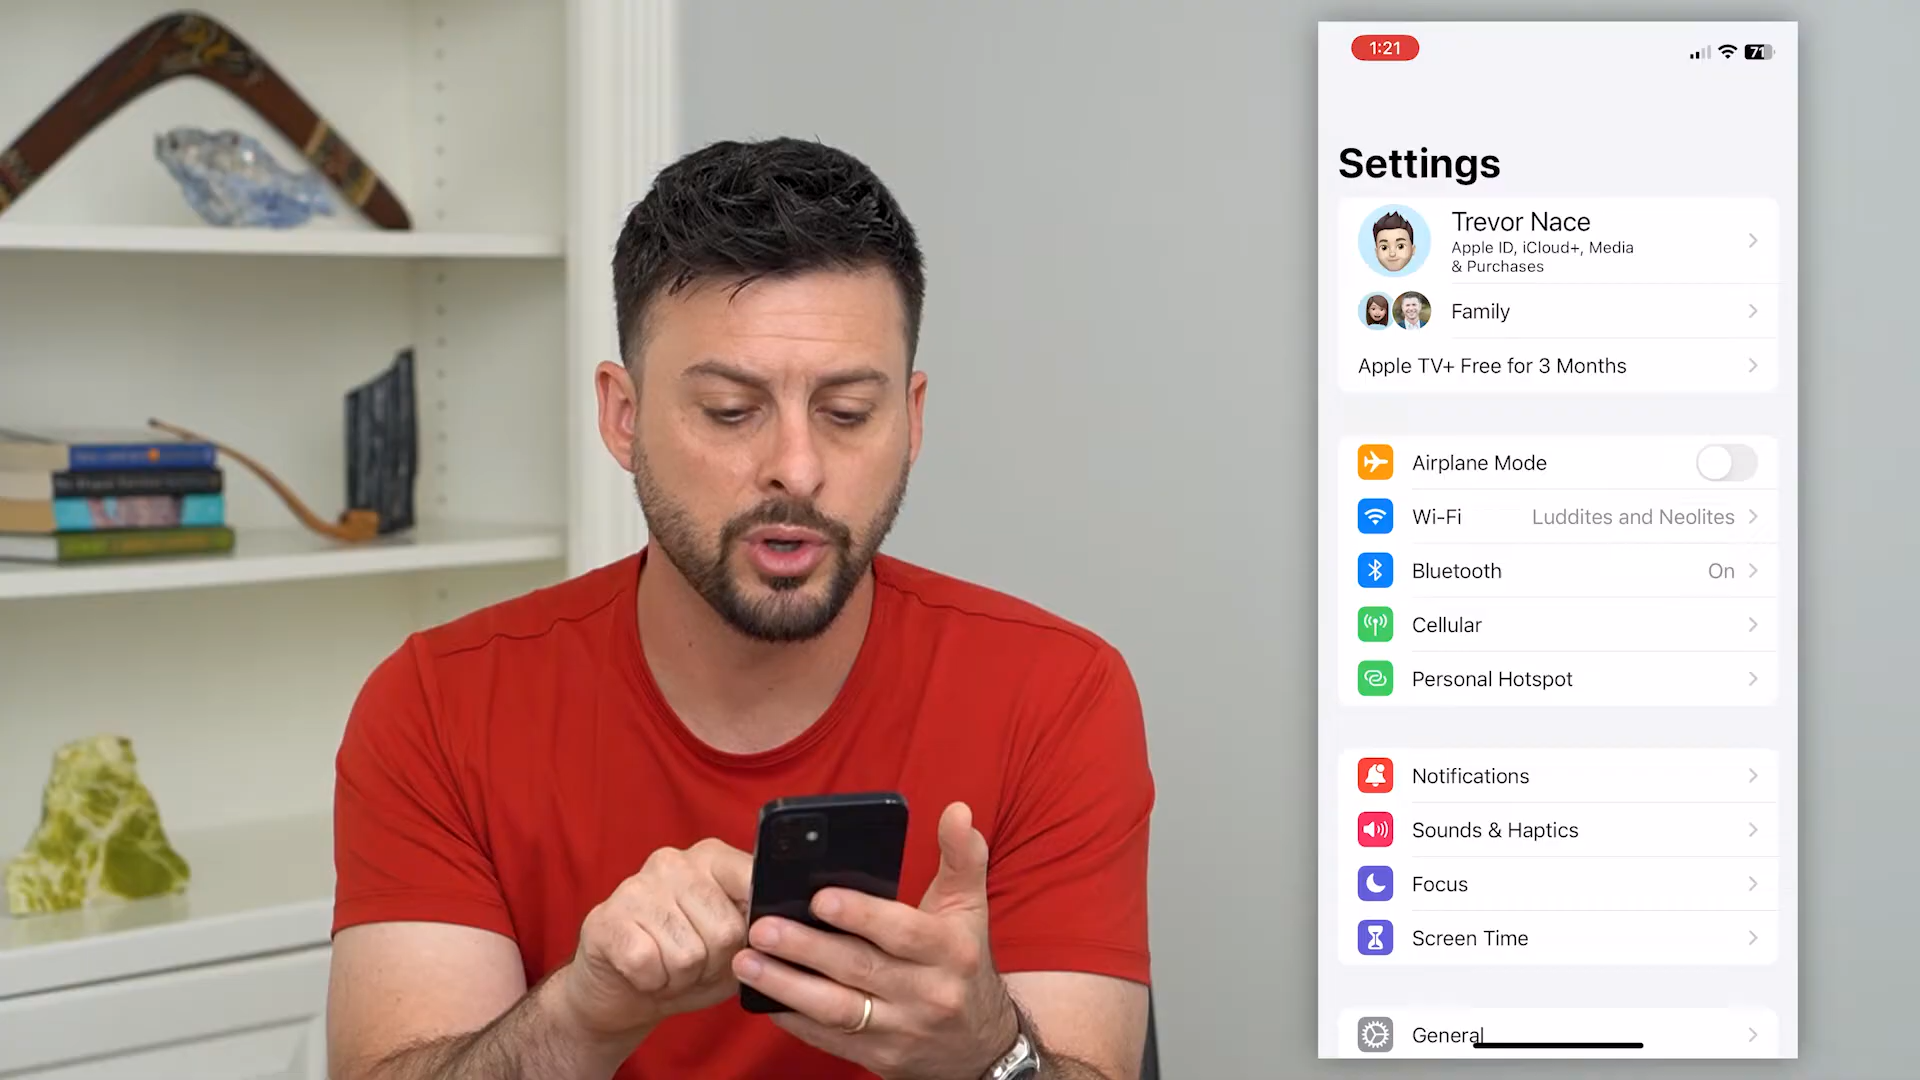 1:21
71
Settings
Trevor Nace
Apple ID, iCloud+, Media
& Purchases
Family
Apple TV+ Free for 3 Months
Airplane Mode
Wi-Fi Luddites and Neolites
Bluetooth On
Cellular
Personal Hotspot
Notifications
Sounds & Haptics
Focus
Screen Time
General